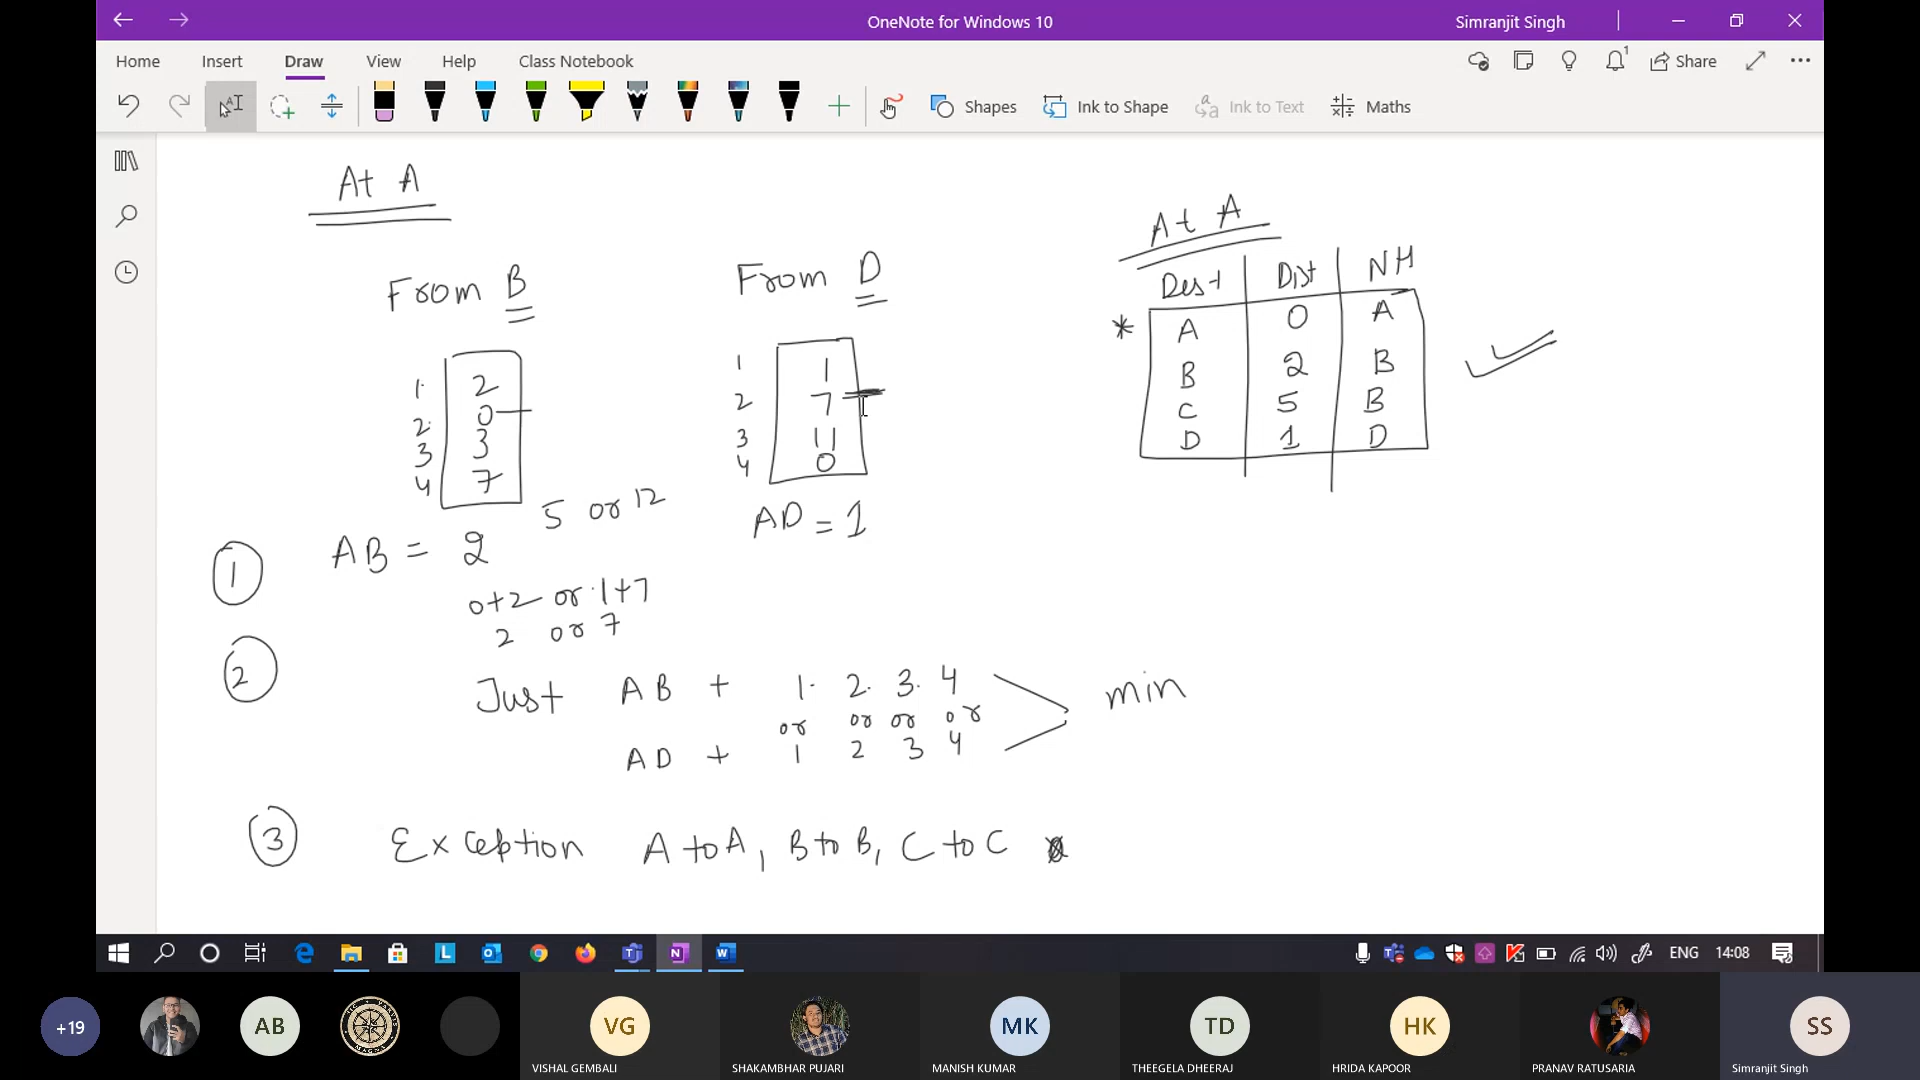 OneNote for Windows 10
Simranjit Singh
Home Insert Draw View Help Class Notebook
1
Share
Shapes Ink to Shape Ink to Text Maths
At A
From B
1. 2
2. 0
3 3
4 7
AB = 2
5 or 12
From D
1 1
2 7
3 11
4 0
AD = 1
At A
Dest Dist NH
* A 0 A
B 2 B
C 5 B
D 1 D
1
0+2 or 1+7
2 or 7
2
Just AB + 1. 2. 3. 4
or or or or
AD + 1 2 3 4
min
3 Exception A to A, B to B, C to C
ENG 14:08
+19
AB
VG
MK
TD
HK
SS
VISHAL GEMBALI
SHAKAMBHAR PUJARI
MANISH KUMAR
THEEGELA DHEERAJ
HRIDA KAPOOR
PRANAV RATUSARIA
Simranjit Singh